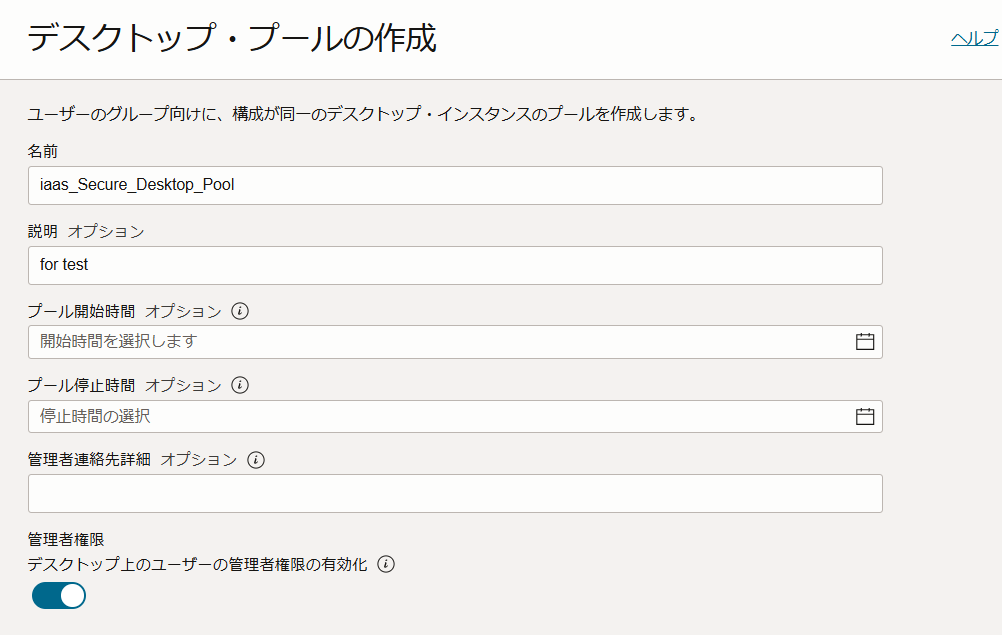 デスクトップ・プールの作成
ヘルプ
ユーザーのグループ向けに、構成が同一のデスクトップ・インスタンスのプールを作成します。
名前
iaas_Secure_Desktop_Pool
説明 オプション
for test
プール開始時間 オプション
開始時間を選択します
プール停止時間 オプション
停止時間の選択
管理者連絡先詳細 オプション
管理者権限
デスクトップ上のユーザーの管理者権限の有効化